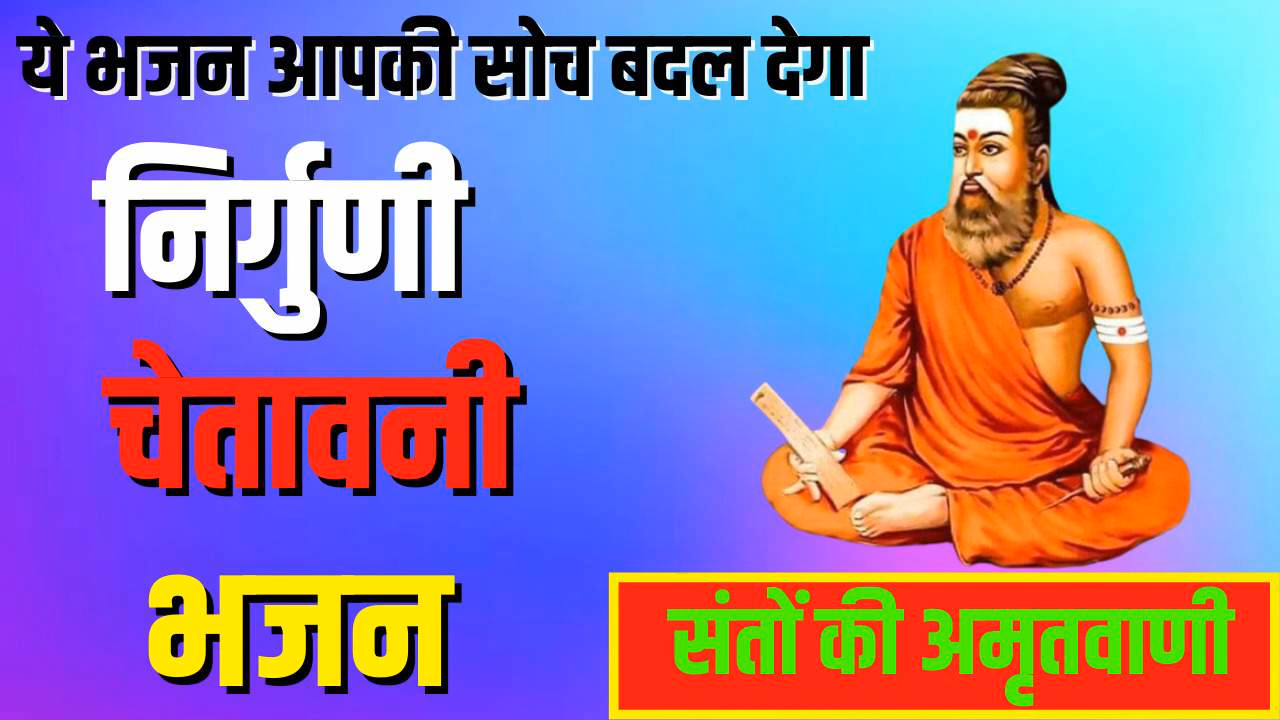 ये भजन आपकी सोच बदल देगा
निर्गुणी
चेतावनी
भजन
संतों की अमृतवाणी